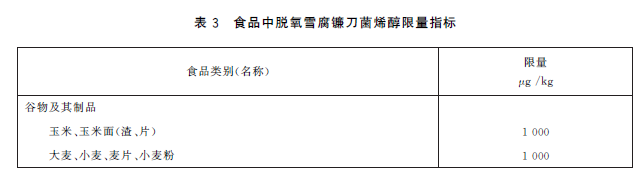 表 3 食品中脱氧雪腐镰刀菌烯醇限量指标
食品类别(名称)
限量
μg /kg
谷物及其制品
玉米、玉米面(渣、片) 1 000
大麦、小麦、麦片、小麦粉 1 000